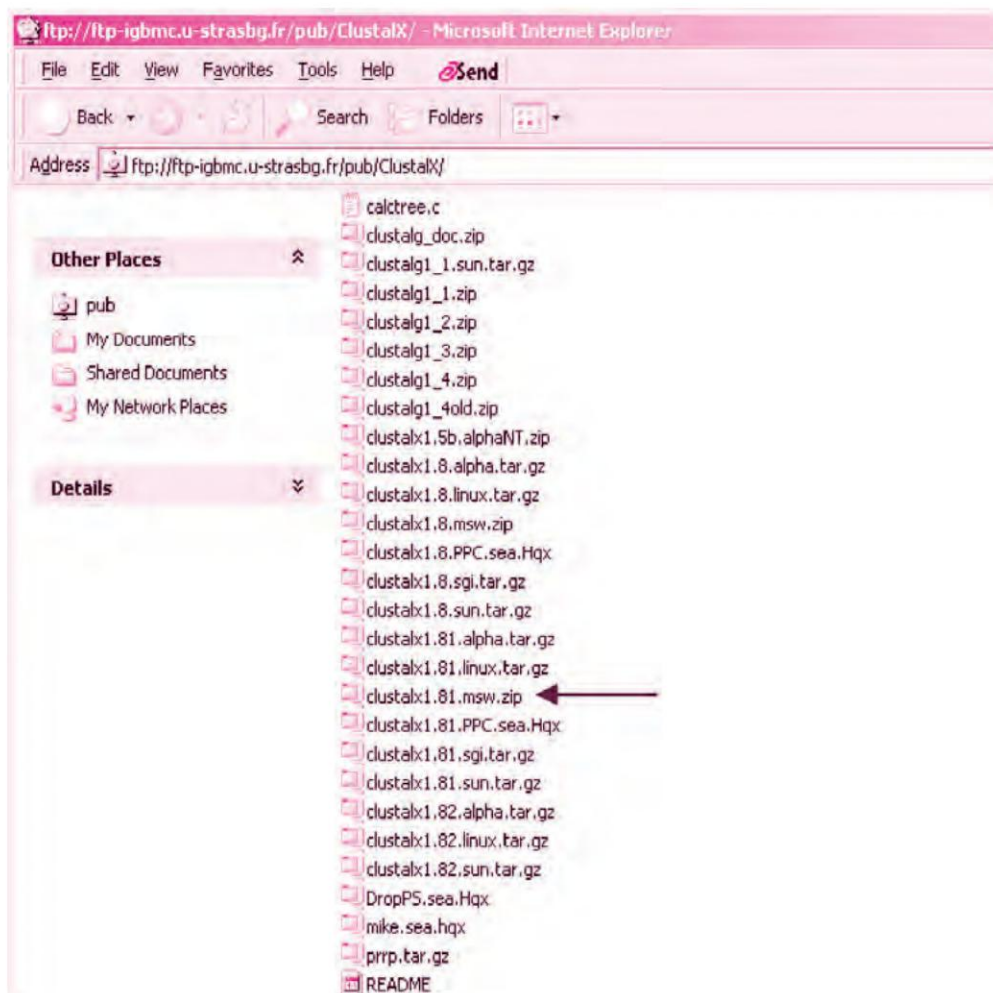 ftp://ftp-igbmc.u-strasbg.fr/pub/ClustalX/ - Microsoft Internet Explorer
File Edit View Favorites Tools Help eSend
Back Search Folders
Address ftp://ftp-igbmc.u-strasbg.fr/pub/ClustalX/
Other Places
pub
My Documents
Shared Documents
My Network Places
Details
calctree.c
clustalg_doc.zip
clustalg1_1.sun.tar.gz
clustalg1_1.zip
clustalg1_2.zip
clustalg1_3.zip
clustalg1_4.zip
clustalg1_4old.zip
clustalx1.5b.alphaNT.zip
clustalx1.8.alpha.tar.gz
clustalx1.8.linux.tar.gz
clustalx1.8.msw.zip
clustalx1.8.PPC.sea.Hqx
clustalx1.8.sgi.tar.gz
clustalx1.8.sun.tar.gz
clustalx1.81.alpha.tar.gz
clustalx1.81.linux.tar.gz
clustalx1.81.msw.zip
clustalx1.81.PPC.sea.Hqx
clustalx1.81.sgi.tar.gz
clustalx1.81.sun.tar.gz
clustalx1.82.alpha.tar.gz
clustalx1.82.linux.tar.gz
clustalx1.82.sun.tar.gz
DropPS.sea.Hqx
mike.sea.hqx
prrp.tar.gz
README